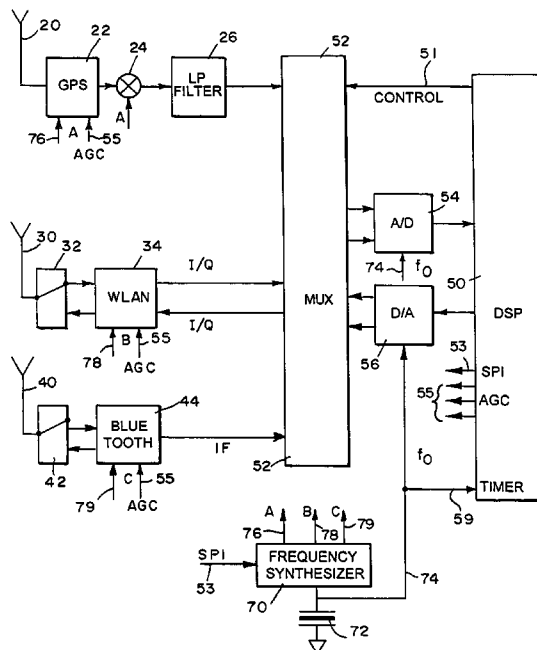 20
22
24
26
52
51
GPS
LP
FILTER
CONTROL
A
76
A
55
AGC
54
A/D
30
32
34
I/Q
74
fo
50
WLAN
MUX
DSP
I/Q
D/A
78
B
55
AGC
56
53
SPI
55
AGC
40
44
BLUE
TOOTH
IF
42
52
fo
79
C
55
AGC
TIMER
59
A
B
C
76
78
79
SPI
53
FREQUENCY
SYNTHESIZER
70
74
72